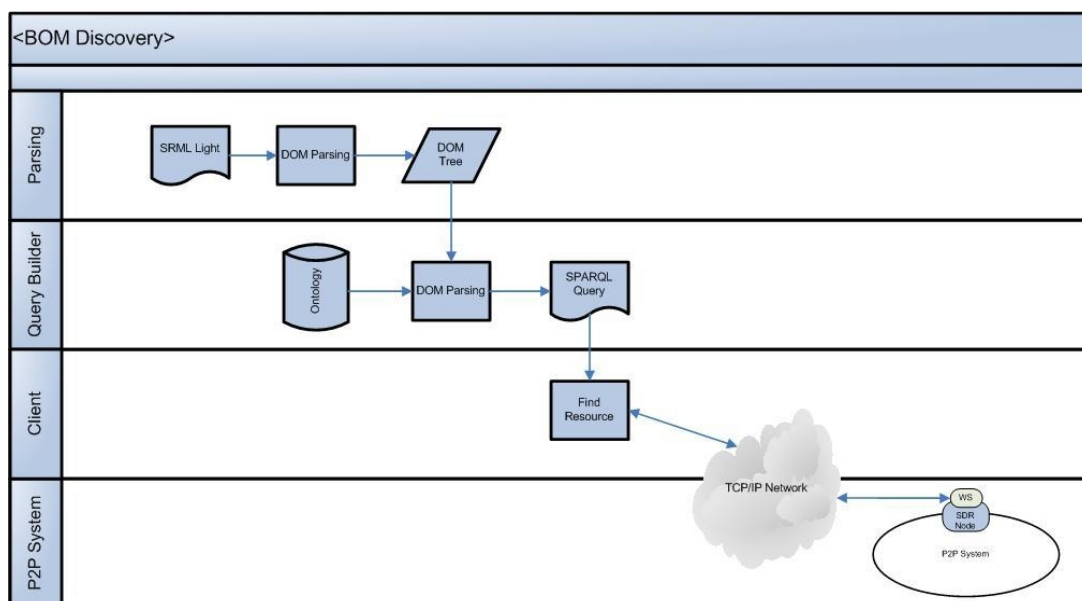 <BOM Discovery>
Parsing
SRML Light
DOM Parsing
DOM
Tree
Query Builder
Ontology
DOM Parsing
SPARQL
Query
Client
Find
Resource
TCP/IP Network
P2P System
WS
SDR
Node
P2P System